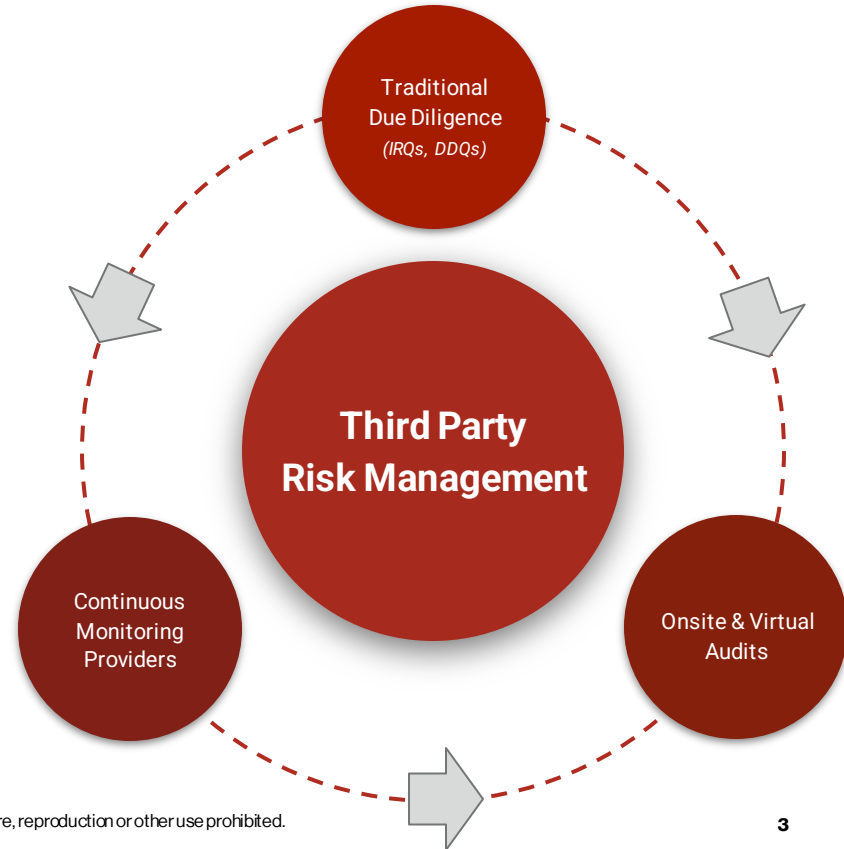 Traditional
Due Diligence
(IRQs, DDQs)
Third Party
Risk Management
Continuous
Monitoring
Providers
Onsite & Virtual
Audits
reproduction or other use prohibited.
3